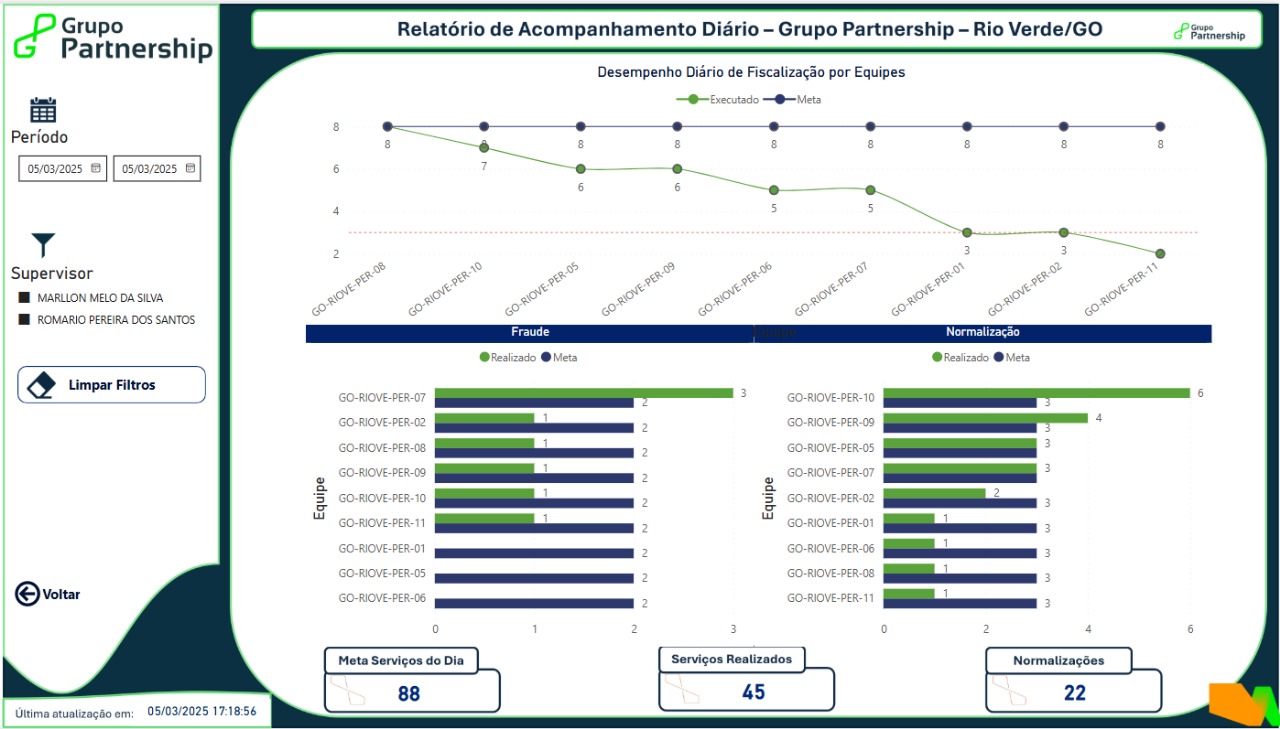 Grupo
Partnership
Relatório de Acompanhamento Diário – Grupo Partnership – Rio Verde/GO
Grupo
Partnership
Período
05/03/2025 05/03/2025
Supervisor
MARLLON MELO DA SILVA
ROMARIO PEREIRA DOS SANTOS
Limpar Filtros
Voltar
Última atualização em: 05/03/2025 17:18:56
Desempenho Diário de Fiscalização por Equipes
Executado Meta
8
6
4
2
8 8 8 8 8 8 8 8 8
7 6 6 5 5 3 3
GO-RIOVE-PER-08
GO-RIOVE-PER-10
GO-RIOVE-PER-05
GO-RIOVE-PER-09
GO-RIOVE-PER-06
GO-RIOVE-PER-07
GO-RIOVE-PER-01
GO-RIOVE-PER-02
GO-RIOVE-PER-11
Fraude
Equipe
Normalização
Realizado Meta
Equipe
GO-RIOVE-PER-07 3
2
GO-RIOVE-PER-02 1
2
GO-RIOVE-PER-08 1
2
GO-RIOVE-PER-09 1
2
GO-RIOVE-PER-10 1
2
GO-RIOVE-PER-11 1
2
GO-RIOVE-PER-01 2
GO-RIOVE-PER-05 2
GO-RIOVE-PER-06 2
0 1 2 3
Realizado Meta
Equipe
GO-RIOVE-PER-10 6
3
GO-RIOVE-PER-09 4
3
GO-RIOVE-PER-05 3
GO-RIOVE-PER-07 3
GO-RIOVE-PER-02 2
3
GO-RIOVE-PER-01 1
3
GO-RIOVE-PER-06 1
3
GO-RIOVE-PER-08 1
3
GO-RIOVE-PER-11 1
3
0 2 4 6
Meta Serviços do Dia
88
Serviços Realizados
45
Normalizações
22